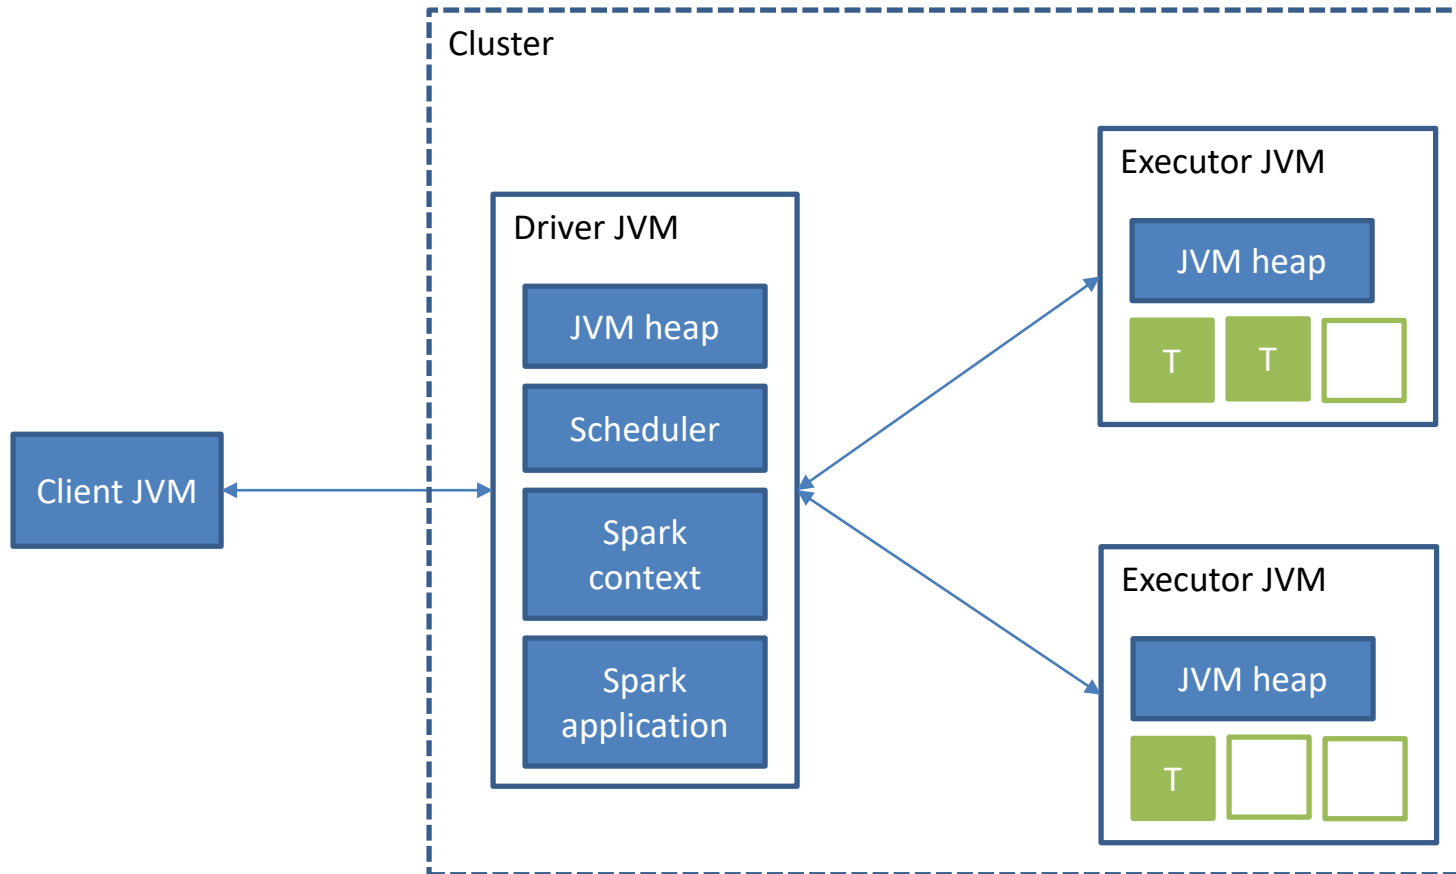 Cluster
Executor JVM
JVM heap
T
T
Driver JVM
JVM heap
Scheduler
Spark
context
Spark
application
Client JVM
Executor JVM
JVM heap
T